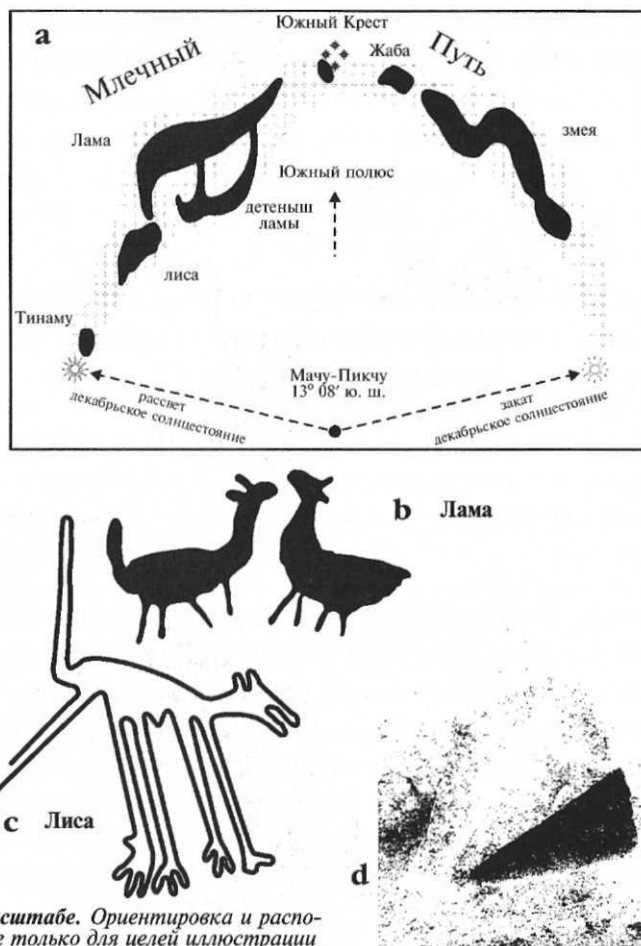 a
Южный Крест
Млечный
Жаба
Путь
Лама
змея
Южный полюс
детеныш
ламы
лиса
Тинаму
Мачу-Пикчу
13° 08′ ю. ш.
рассвет
декабрьское солнцестояние
закат
декабрьское солнцестояние
b Лама
c Лиса
d
сштабе. Ориентировка и распо-
е только для целей иллюстрации